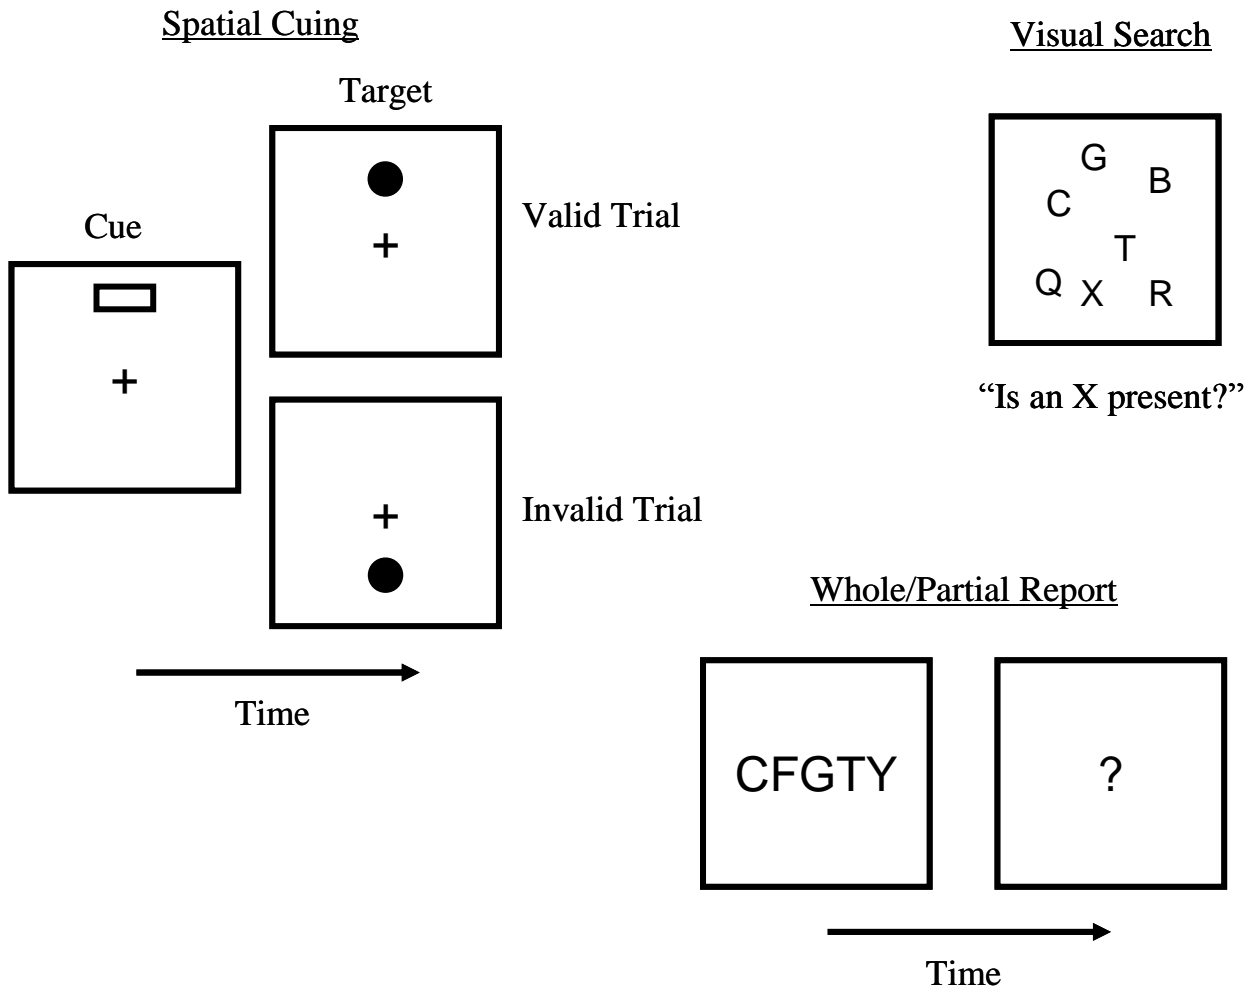 Spatial Cuing
Target
Valid Trial
Cue
+
+
Invalid Trial
+
Time
Visual Search
G
B
C
T
Q X R
“Is an X present?”
Whole/Partial Report
CFGTY
?
Time